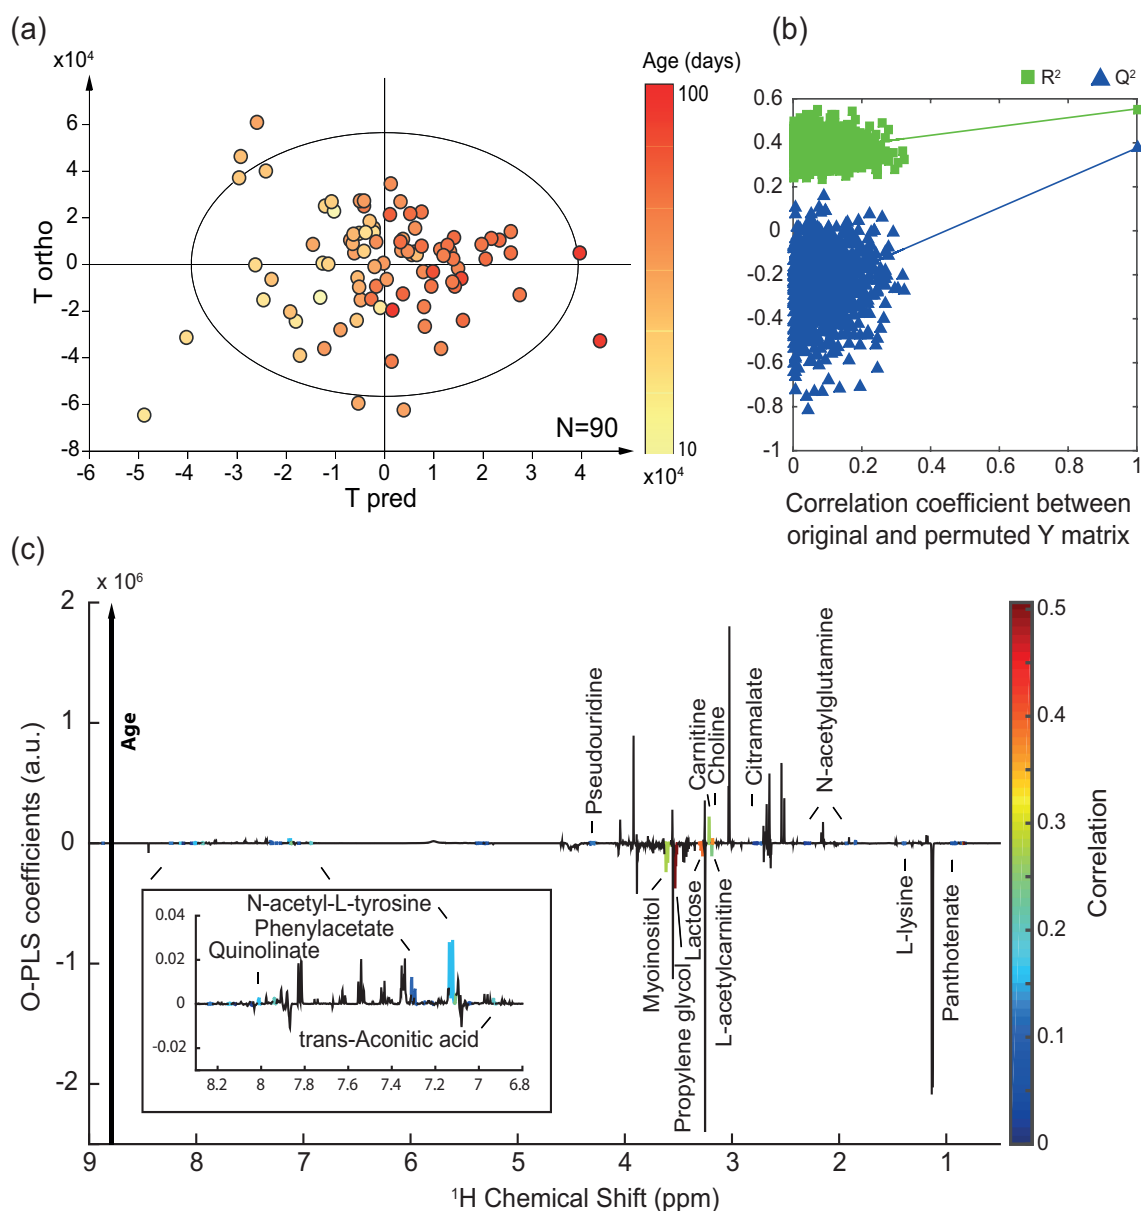 (a)
x10⁴
T ortho
6
4
2
0
-2
-4
-6
-8
-6 -5 -4 -3 -2 -1 0 1 2 3 4 5
T pred
x10⁴
N=90
Age (days)
100
10
(b)
R² Q²
0.6
0.4
0.2
0
-0.2
-0.4
-0.6
-0.8
-1
0 0.2 0.4 0.6 0.8 1
Correlation coefficient between
original and permuted Y matrix
(c)
x 10⁶
O-PLS coefficients (a.u.)
2
1
0
-1
-2
Age
Pseudouridine
Carnitine
Choline
Citramalate
N-acetylglutamine
Myoinositol
Propylene glycol
Lactose
L-acetylcarnitine
L-lysine
Panthotenate
N-acetyl-L-tyrosine
Phenylacetate
Quinolinate
trans-Aconitic acid
0.04
0.02
0
-0.02
8.2 8 7.8 7.6 7.4 7.2 7 6.8
9 8 7 6 5 4 3 2 1
¹H Chemical Shift (ppm)
0.5
0.4
0.3
0.2
0.1
0
Correlation